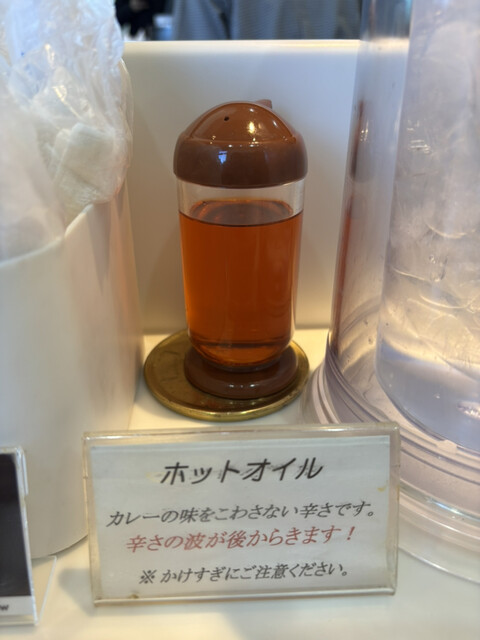 ホットオイル
カレーの味をこわさない辛さです。
辛さの波が後からきます！
※ かけすぎにご注意ください。